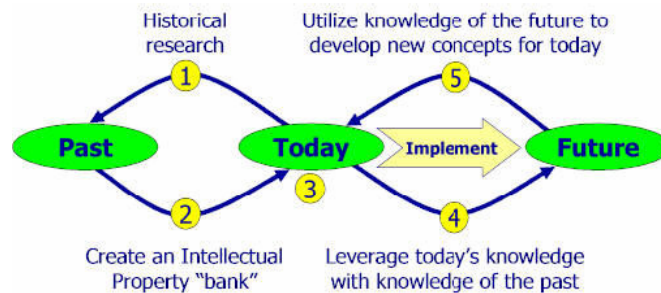 Historical
research
Utilize knowledge of the future to
develop new concepts for today
1
5
Past
Today
Implement
Future
3
2
4
Create an Intellectual
Property “bank”
Leverage today’s knowledge
with knowledge of the past